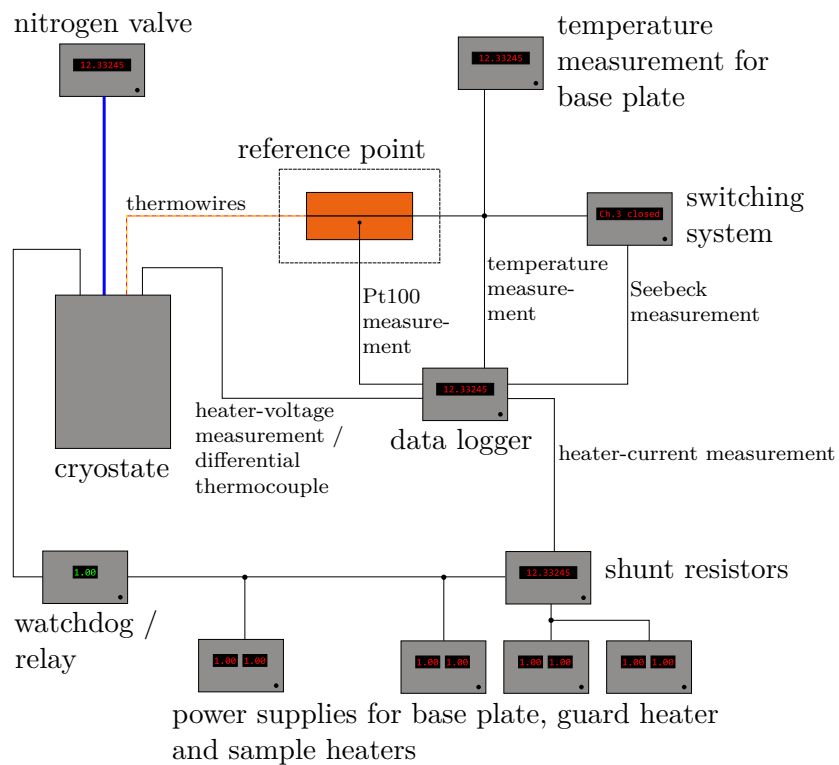 nitrogen valve
12.33245
temperature
measurement for
base plate
12.33245
reference point
thermowires
switching
system
Ch.3 closed
Pt100
measure-
ment
temperature
measure-
ment
Seebeck
measurement
12.33245
data logger
heater-voltage
measurement /
differential
thermocouple
cryostate
heater-current measurement
1.00
watchdog /
relay
12.33245
shunt resistors
1.00 1.00
1.00 1.00
1.00 1.00
1.00 1.00
power supplies for base plate, guard heater
and sample heaters